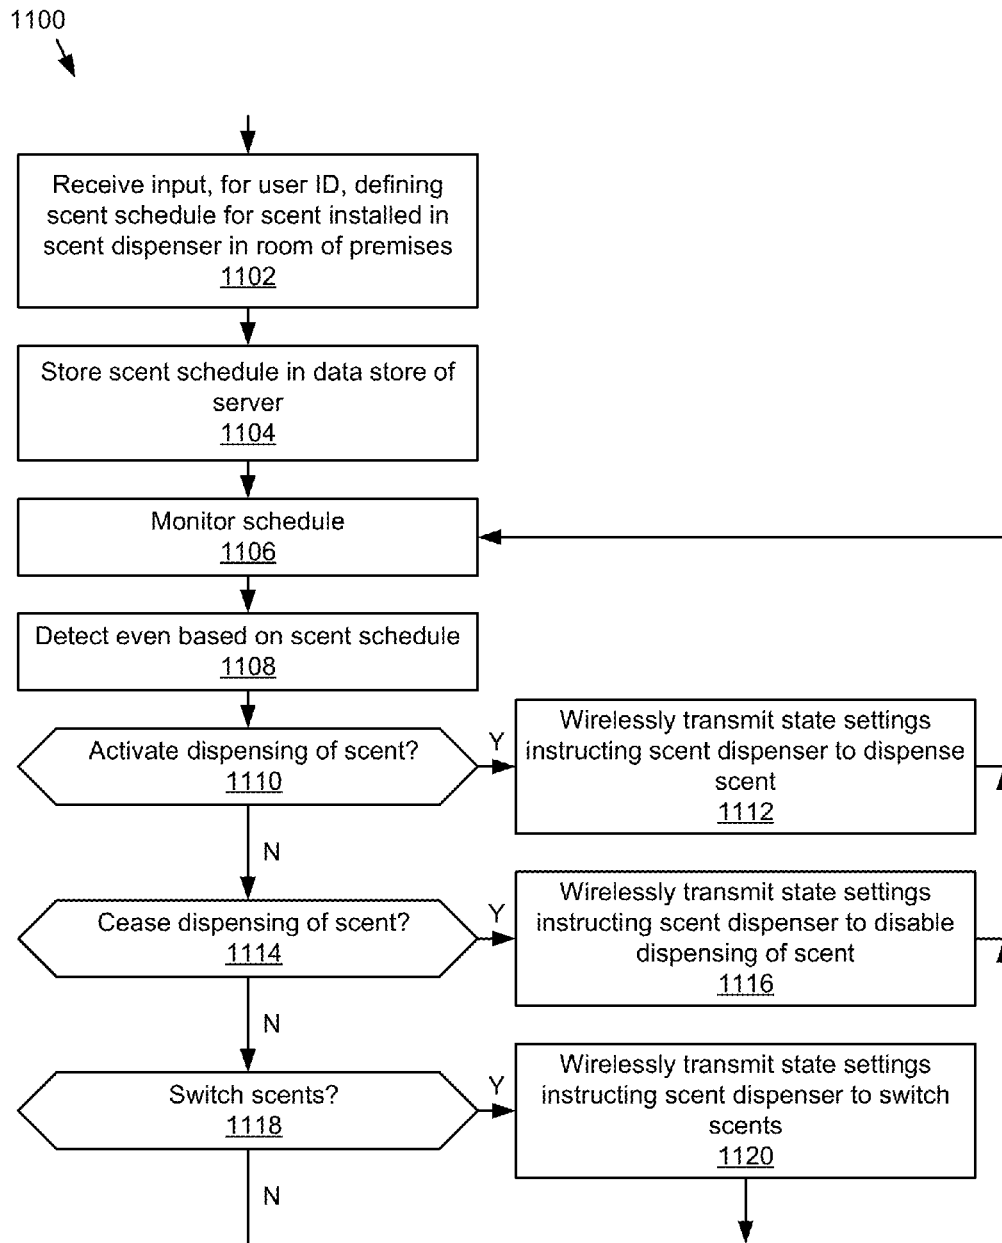 1100
Receive input, for user ID, defining
scent schedule for scent installed in
scent dispenser in room of premises
1102
Store scent schedule in data store of
server
1104
Monitor schedule
1106
Detect even based on scent schedule
1108
Activate dispensing of scent?
1110
Y
Wirelessly transmit state settings
instructing scent dispenser to dispense
scent
1112
N
Cease dispensing of scent?
1114
Y
Wirelessly transmit state settings
instructing scent dispenser to disable
dispensing of scent
1116
N
Switch scents?
1118
Y
Wirelessly transmit state settings
instructing scent dispenser to switch
scents
1120
N